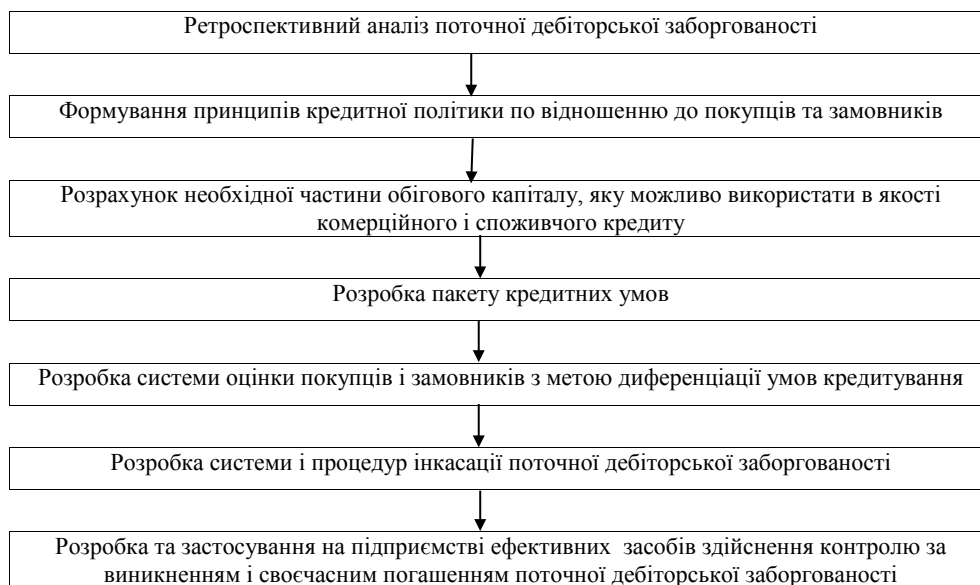 Ретроспективний аналіз поточної дебіторської заборгованості
Формування принципів кредитної політики по відношенню до покупців та замовників
Розрахунок необхідної частини обігового капіталу, яку можливо використати в якості
комерційного і споживчого кредиту
Розробка пакету кредитних умов
Розробка системи оцінки покупців і замовників з метою диференціації умов кредитування
Розробка системи і процедур інкасації поточної дебіторської заборгованості
Розробка та застосування на підприємстві ефективних засобів здійснення контролю за
виникненням і своєчасним погашенням поточної дебіторської заборгованості